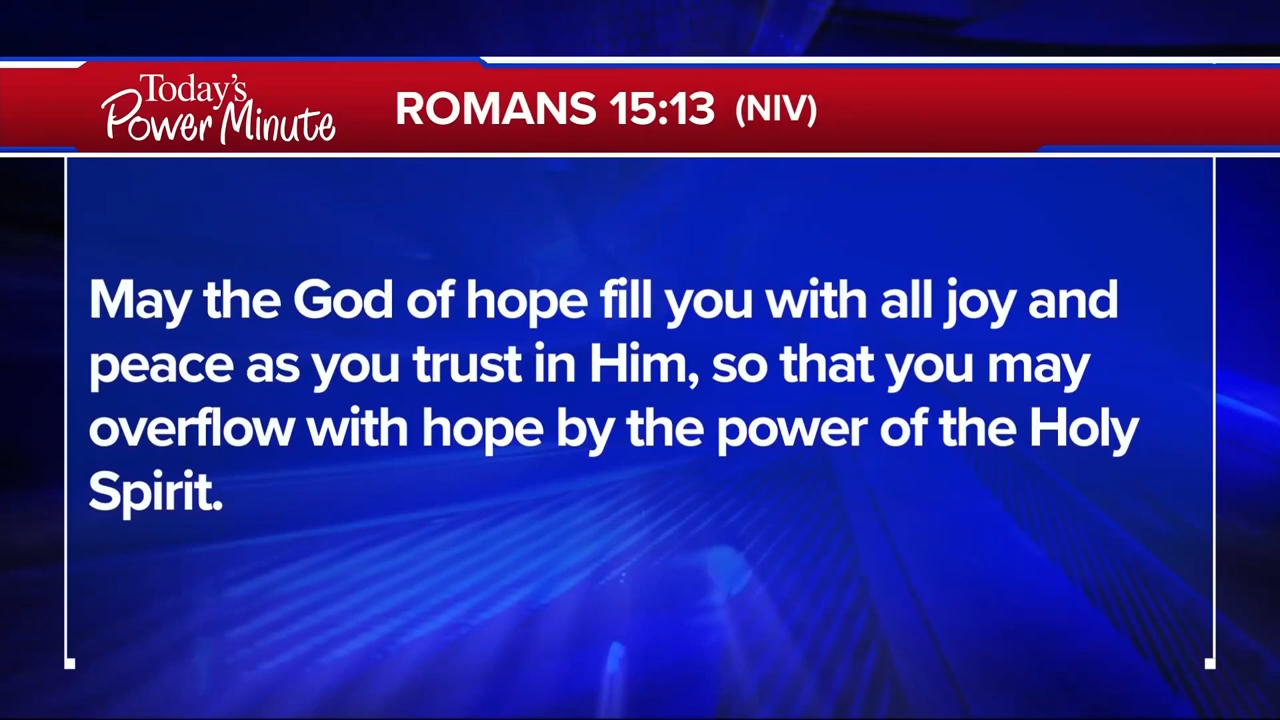 Today's
Power Minute
ROMANS 15:13 (NIV)
May the God of hope fill you with all joy and
peace as you trust in Him, so that you may
overflow with hope by the power of the Holy
Spirit.